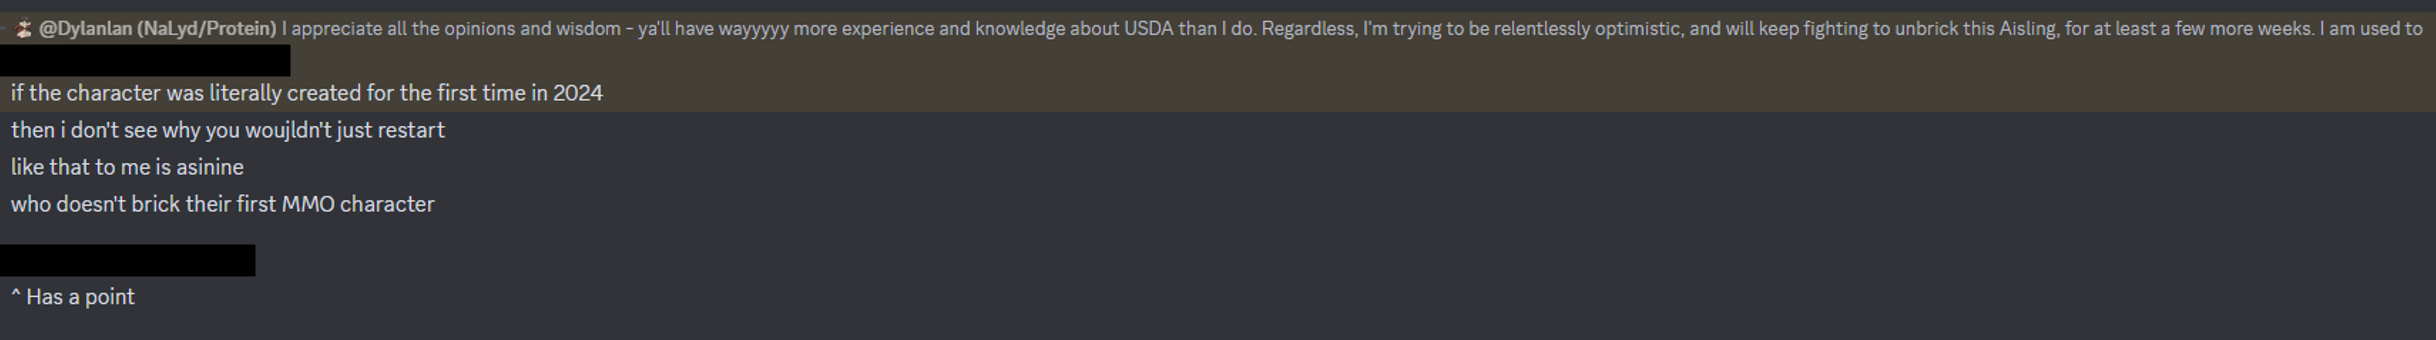 @Dylanlan (NaLyd/Protein) I appreciate all the opinions and wisdom - ya'll have wayyyyy more experience and knowledge about USDA than I do. Regardless, I'm trying to be relentlessly optimistic, and will keep fighting to unbrick this Aisling, for at least a few more weeks. I am used to
if the character was literally created for the first time in 2024
then i don't see why you woujldn't just restart
like that to me is asinine
who doesn't brick their first MMO character
^ Has a point